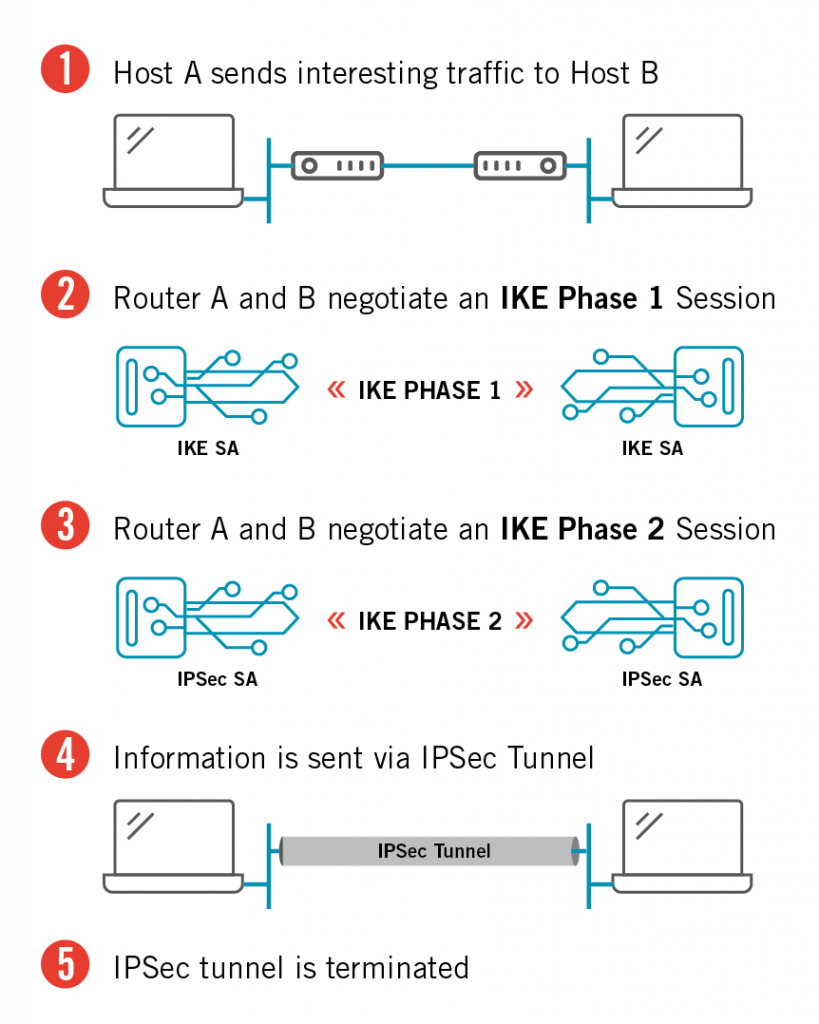 1 Host A sends interesting traffic to Host B
2 Router A and B negotiate an IKE Phase 1 Session
« IKE PHASE 1 »
IKE SA IKE SA
3 Router A and B negotiate an IKE Phase 2 Session
« IKE PHASE 2 »
IPSec SA IPSec SA
4 Information is sent via IPSec Tunnel
IPSec Tunnel
5 IPSec tunnel is terminated